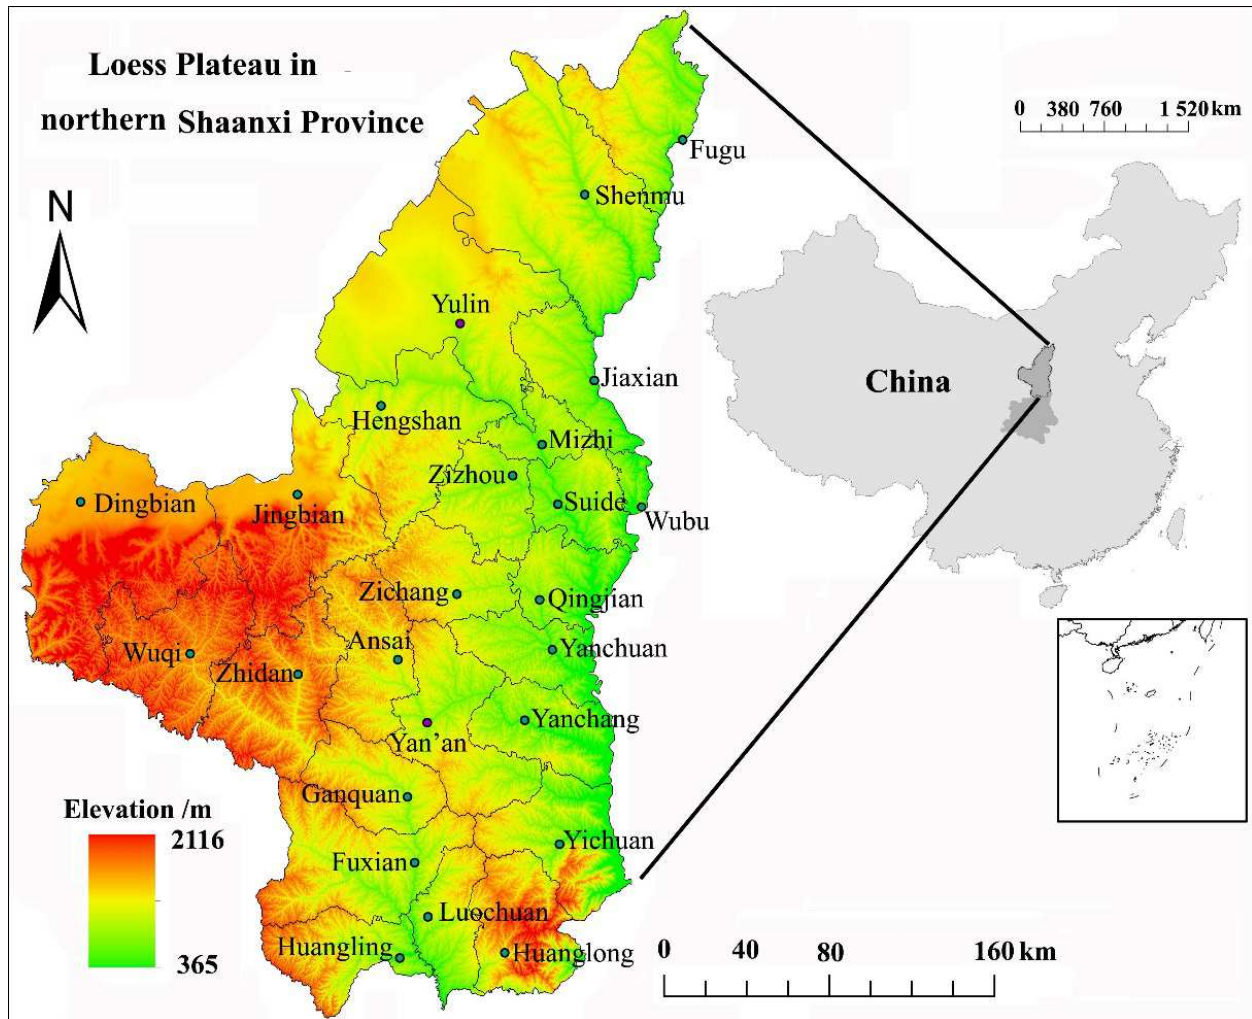 Loess Plateau in
northern Shaanxi Province
N
0 380 760 1 520 km
Fugu
Shenmu
Yulin
Jiaxian
China
Hengshan
Mizhi
Zizhou
Dingbian
Jingbian
Suide
Wubu
Zichang
Qingjian
Ansai
Yanchuan
Wuqi
Zhidan
Yanchang
Yan’an
Ganquan
Elevation /m
2116
365
Yichuan
Fuxian
Luochuan
Huangling
Huanglong
0 40 80 160 km